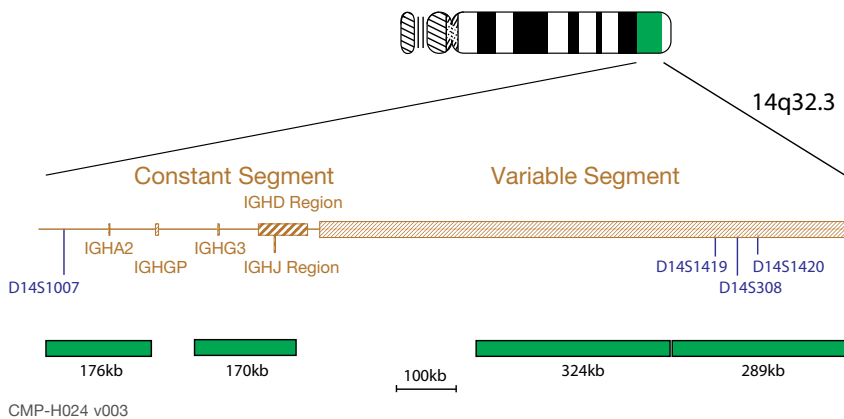 14q32.3
Constant Segment
Variable Segment
IGHD Region
IGHA2
IGHGP
IGHG3
IGHJ Region
D14S1007
D14S1419
D14S308
D14S1420
176kb
170kb
100kb
324kb
289kb
CMP-H024 v003